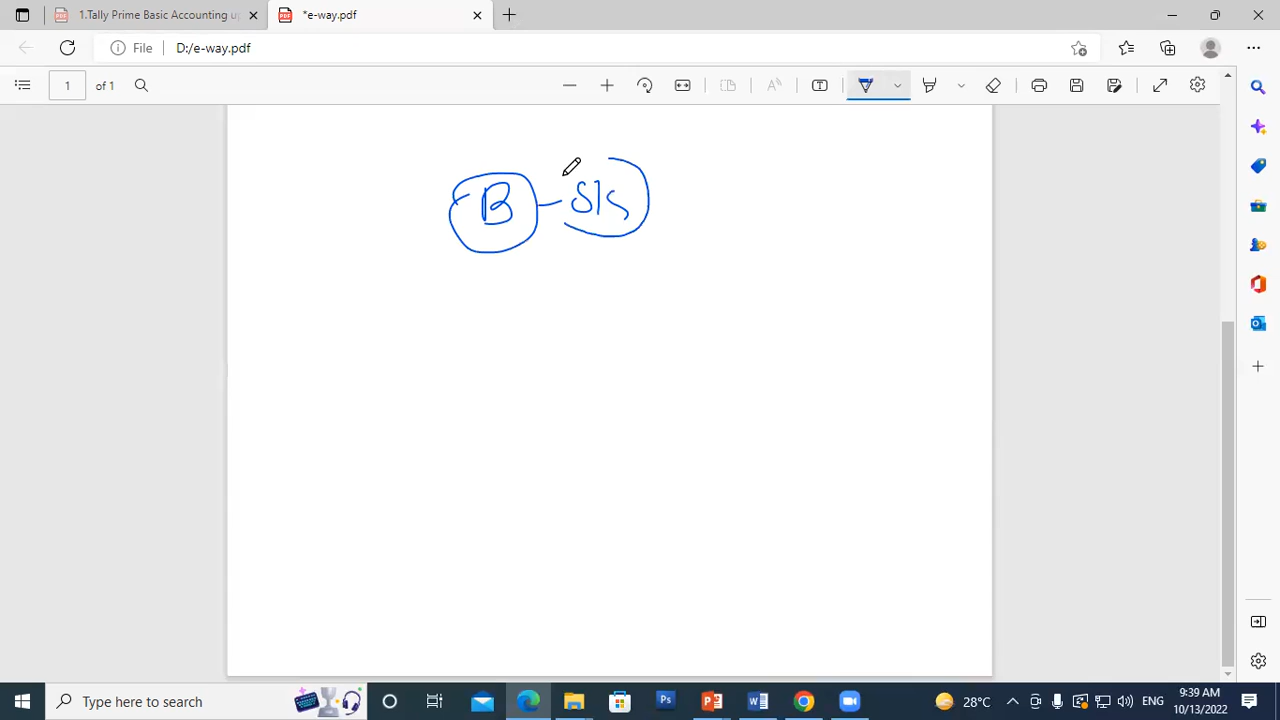 1.Tally Prime Basic Accounting u
*e-way.pdf
File
D:/e-way.pdf
1
of 1
B -
Type here to search
28°C
ENG
9:39 AM
10/13/2022